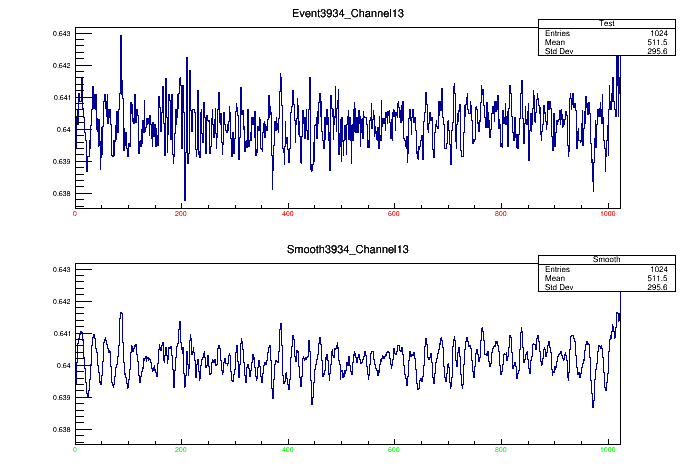 Event3934_Channel13
Test
Entries 1024
Mean 511.5
Std Dev 295.6
0.643
0.642
0.641
0.64
0.639
0.638
0 200 400 600 800 1000
Smooth3934_Channel13
Smooth
Entries 1024
Mean 511.5
Std Dev 295.6
0.643
0.642
0.641
0.64
0.639
0.638
0 200 400 600 800 1000